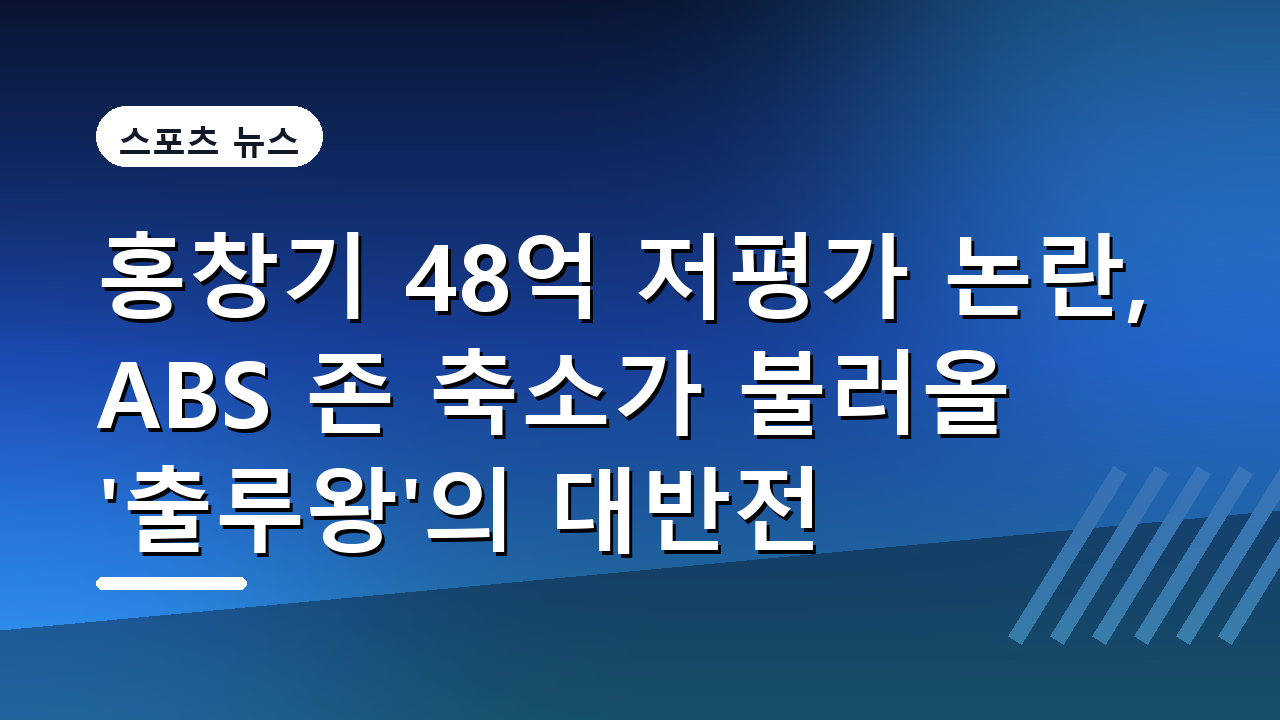 스포츠 뉴스
홍창기 48억 저평가 논란,
ABS 존 축소가 불러올
'출루왕'의 대반전